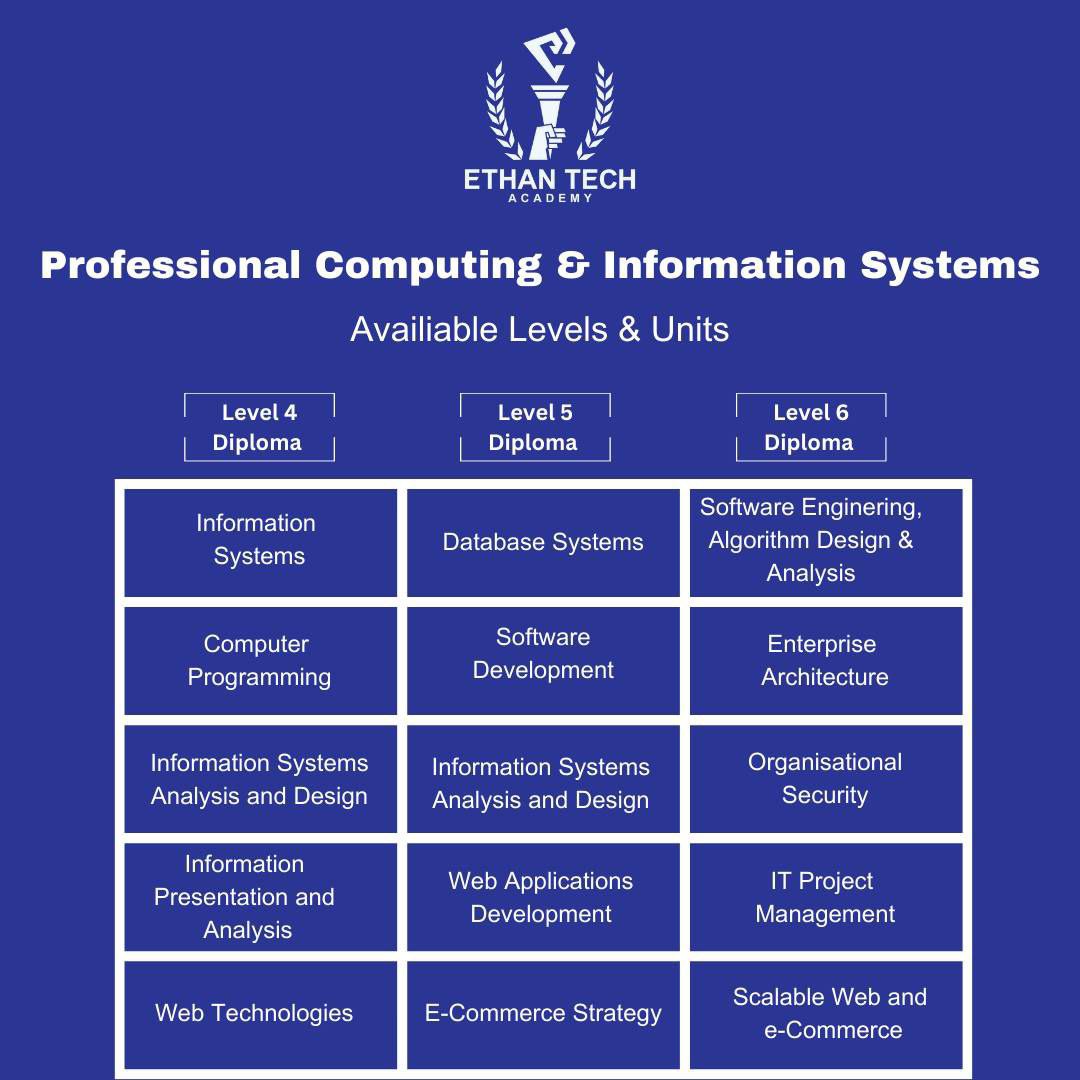 ETHAN TECH
ACADEMY
Professional Computing & Information Systems
Availiable Levels & Units
Level 4
Diploma
Level 5
Diploma
Level 6
Diploma
Information
Systems
Database Systems
Software Enginering,
Algorithm Design &
Analysis
Computer
Programming
Software
Development
Enterprise
Architecture
Information Systems
Analysis and Design
Information Systems
Analysis and Design
Organisational
Security
Information
Presentation and
Analysis
Web Applications
Development
IT Project
Management
Web Technologies
E-Commerce Strategy
Scalable Web and
e-Commerce